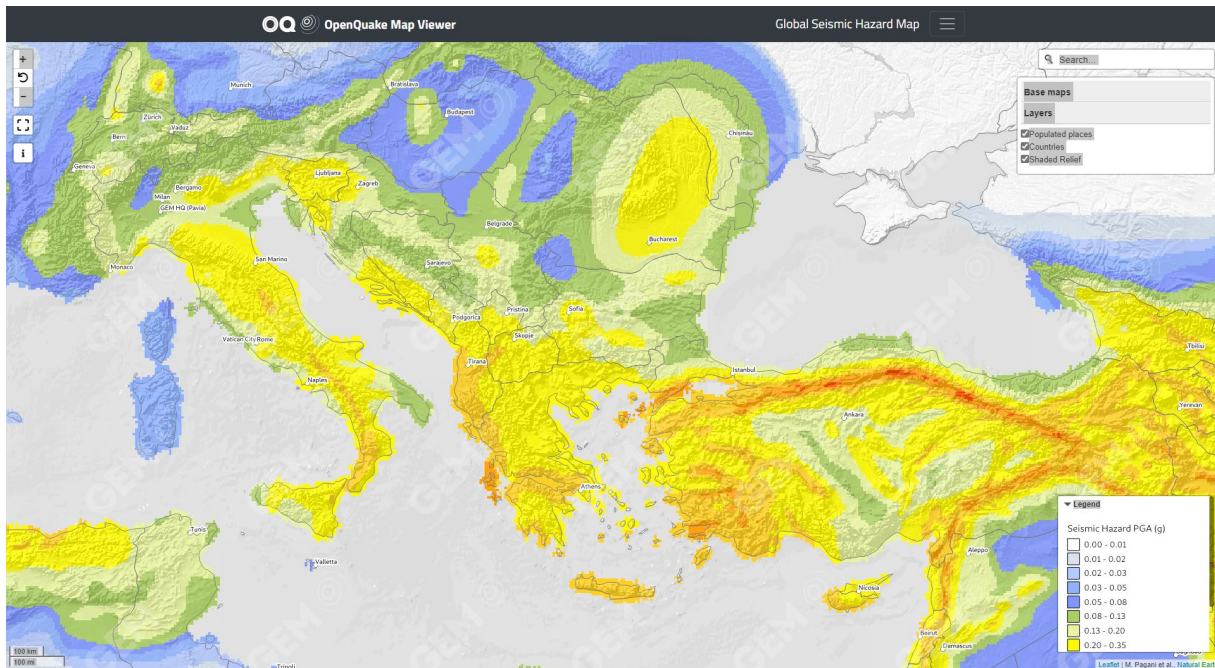 OQ OpenQuake Map Viewer
Global Seismic Hazard Map
+
−
i
Search...
Base maps
Layers
Populated places
Countries
Shaded Relief
Munich
Bratislava
Budapest
Zürich
Vaduz
Bern
Chișinău
Geneva
Ljubljana
Zagreb
Bergamo
Milan
GEM HQ (Pavia)
Belgrade
Bucharest
San Marino
Sarajevo
Monaco
Pristina
Sofia
Podgorica
Skopje
Vatican City Rome
Tirana
Tbilisi
Istanbul
Naples
Yerevan
Ankara
Athens
Tunis
Valletta
Aleppo
Nicosia
Beirut
Damascus
Tripoli
GEM
Legend
Seismic Hazard PGA (g)
0.00 - 0.01
0.01 - 0.02
0.02 - 0.03
0.03 - 0.05
0.05 - 0.08
0.08 - 0.13
0.13 - 0.20
0.20 - 0.35
100 km
100 mi
Leaflet | M. Pagani et al., Natural Eart